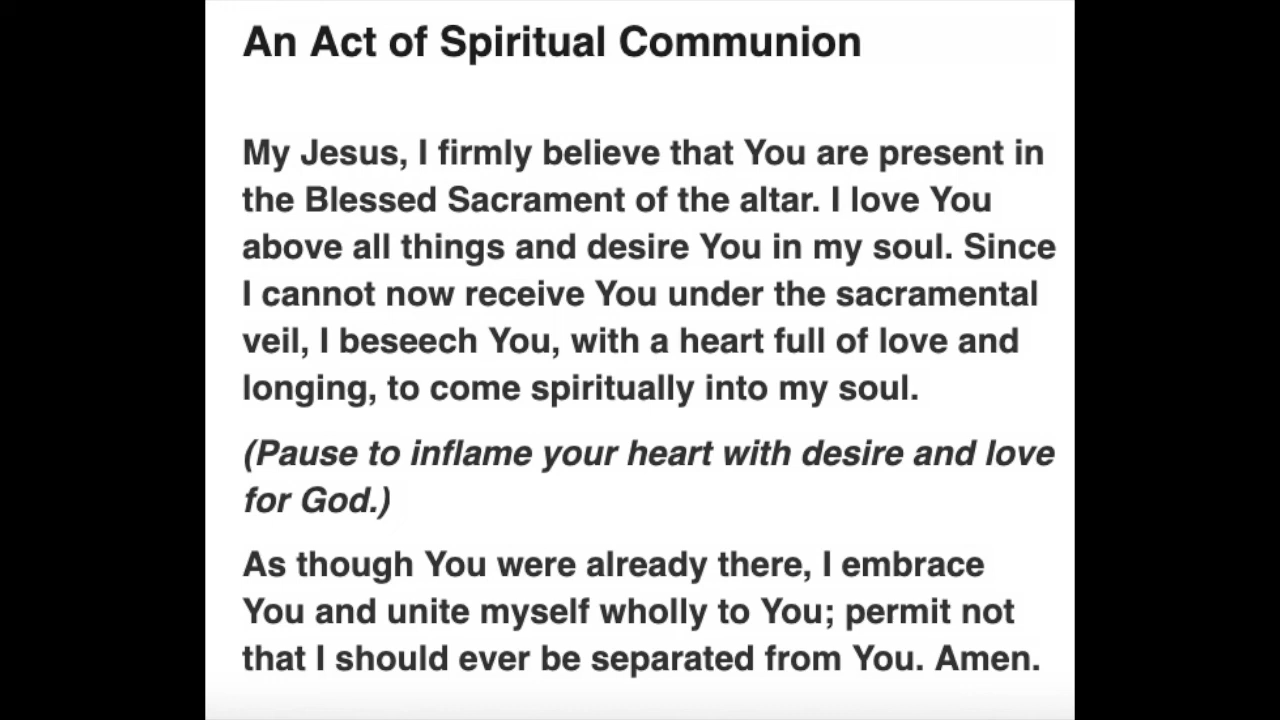 An Act of Spiritual Communion
My Jesus, I firmly believe that You are present in
the Blessed Sacrament of the altar. I love You
above all things and desire You in my soul. Since
I cannot now receive You under the sacramental
veil, I beseech You, with a heart full of love and
longing, to come spiritually into my soul.
(Pause to inflame your heart with desire and love
for God.)
As though You were already there, I embrace
You and unite myself wholly to You; permit not
that I should ever be separated from You. Amen.